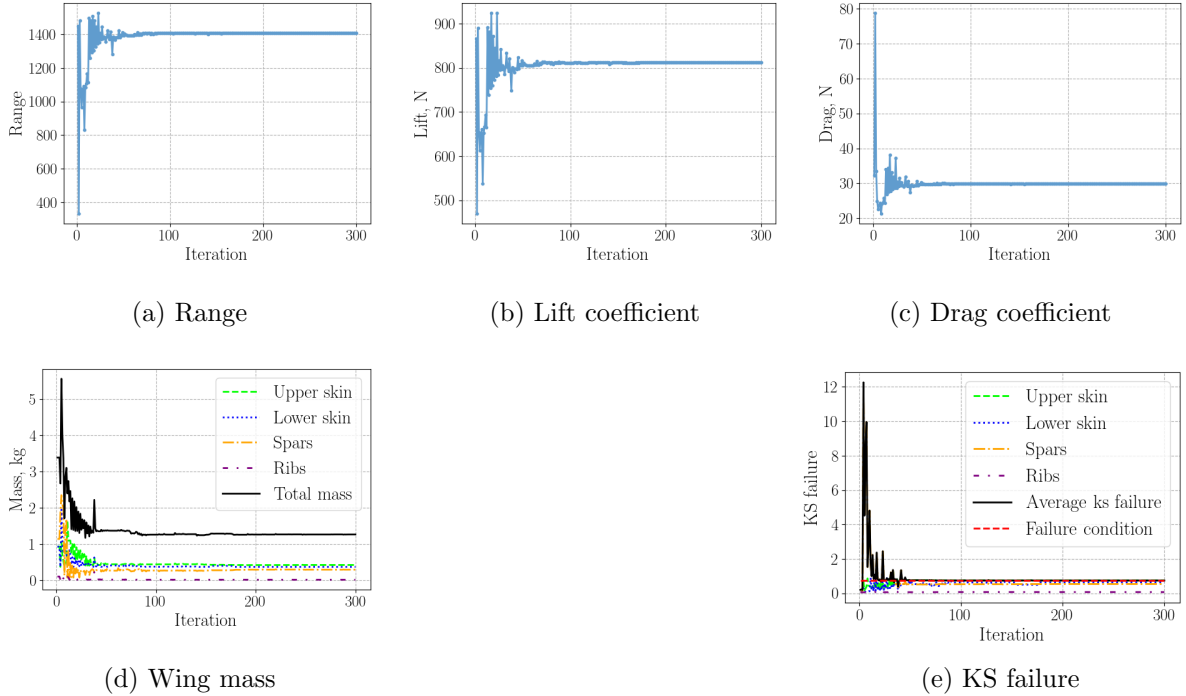 1400
1200
1000
800
600
400
Range
0
100
200
300
Iteration
(a) Range
900
800
700
600
500
Lift, N
0
100
200
300
Iteration
(b) Lift coefficient
80
70
60
50
40
30
20
Drag, N
0
100
200
300
Iteration
(c) Drag coefficient
5
4
3
2
1
0
Mass, kg
Upper skin
Lower skin
Spars
Ribs
Total mass
0
100
200
300
Iteration
(d) Wing mass
12
10
8
6
4
2
0
KS failure
Upper skin
Lower skin
Spars
Ribs
Average ks failure
Failure condition
0
100
200
300
Iteration
(e) KS failure